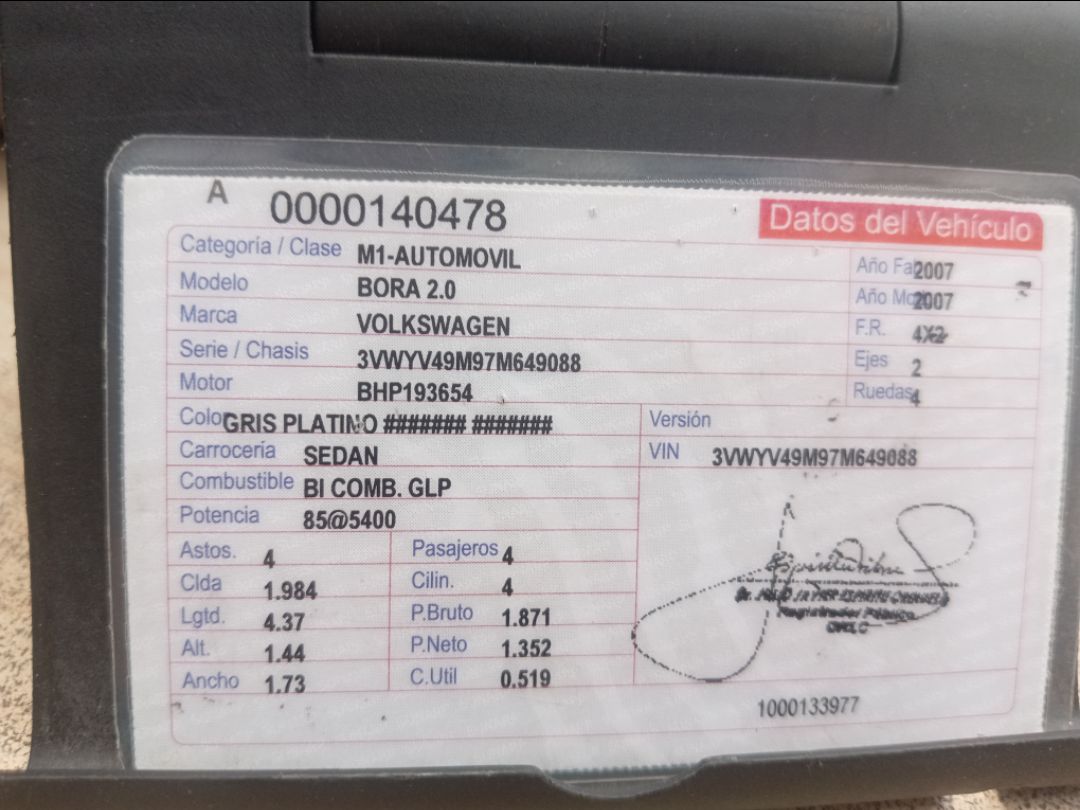 A 0000140478
Datos del Vehículo
Categoria / Clase M1-AUTOMOVIL
Año Fa 2007
Modelo BORA 2.0
Año Mo 2007
Marca VOLKSWAGEN
F.R. 4X2
Serie / Chasis 3VWYV49M97M649088
Ejes 2
Motor BHP193654
Ruedas 4
Colo GRIS PLATINO ####### #######
Versión
Carrocería SEDAN
VIN 3VWYV49M97M649088
Combustible BI COMB. GLP
Potencia 85@5400
Astos. 4
Pasajeros 4
Clda 1.984
Cilin. 4
Lgtd. 4.37
P.Bruto 1.871
Alt. 1.44
P.Neto 1.352
Ancho 1.73
C.Util 0.519
1000133977